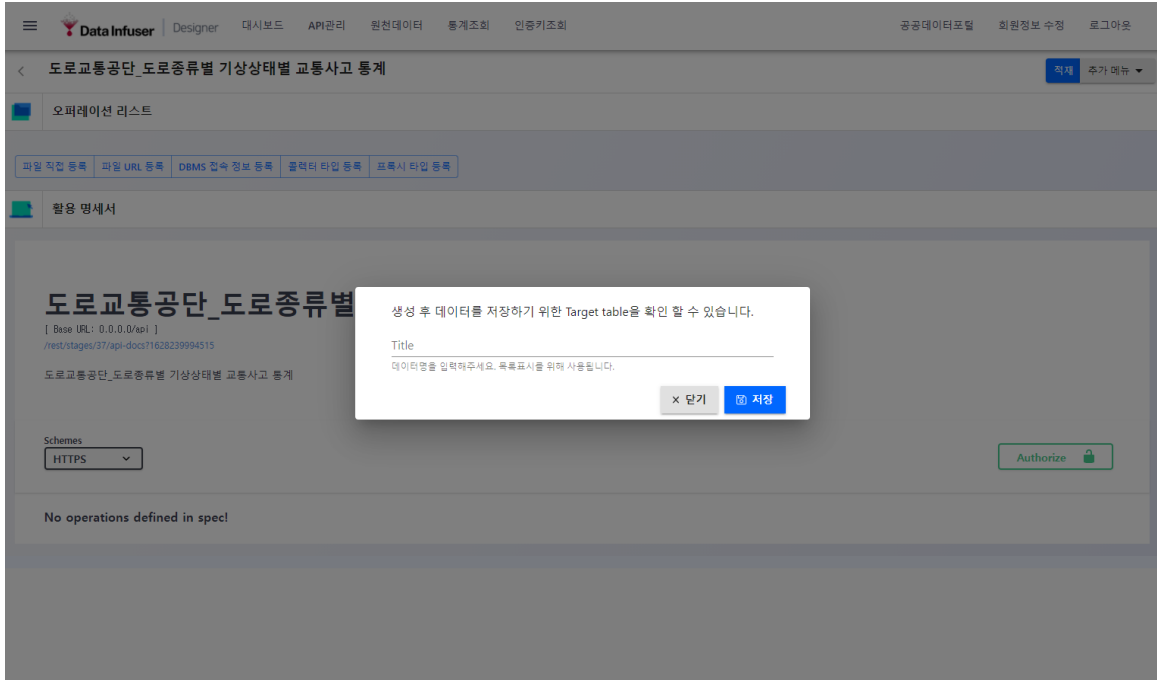 Data Infuser | Designer 대시보드 API관리 원천데이터 통계조회 인증키조회 공공데이터포털 회원정보 수정 로그아웃
도로교통공단_도로종류별 기상상태별 교통사고 통계 적재 추가 메뉴
오퍼레이션 리스트
파일 직접 등록 파일 URL 등록 DBMS 접속 정보 등록 콜렉터 타입 등록 프록시 타입 등록
활용 명세서
도로교통공단_도로종류별
[ Base URL: 0.0.0.0/api ]
/rest/stages/37/api-docs?1628239994515
도로교통공단_도로종류별 기상상태별 교통사고 통계
생성 후 데이터를 저장하기 위한 Target table을 확인 할 수 있습니다.
Title
데이터명을 입력해주세요. 목록표시를 위해 사용됩니다.
× 닫기 저장
Schemes
HTTPS
Authorize
No operations defined in spec!